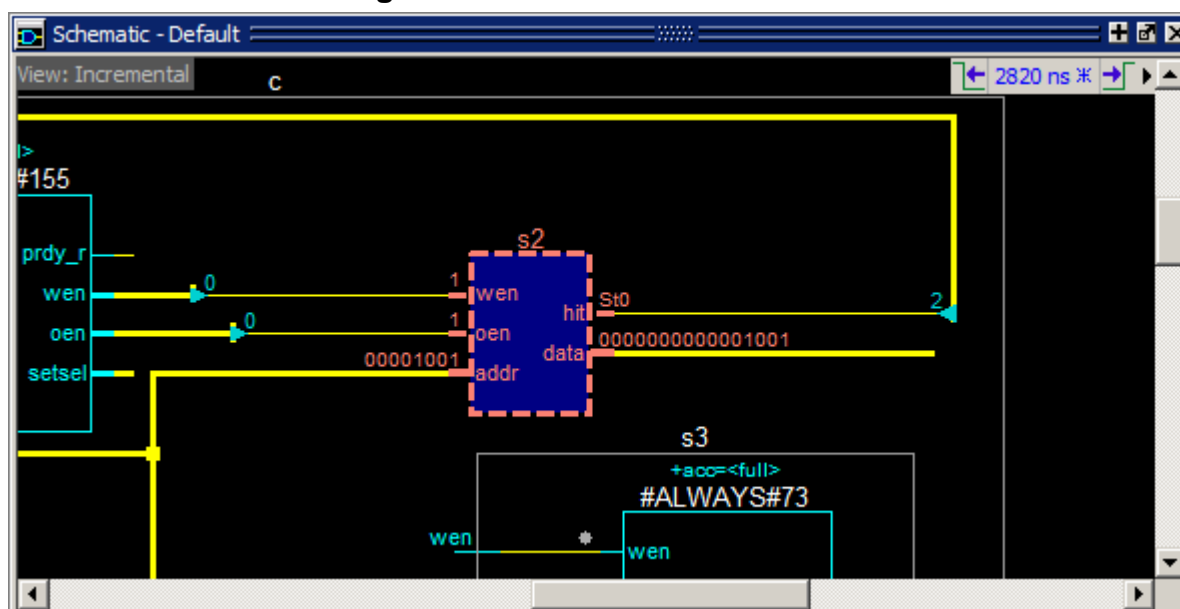 Schematic - Default
View: Incremental
c
2820 ns
l>
#155
prdy_r
wen
0
oen
0
setsel
s2
1
wen
1
oen
00001001
addr
hit
St0
data
0000000000001001
2
s3
+acc=<full>
#ALWAYS#73
wen
wen